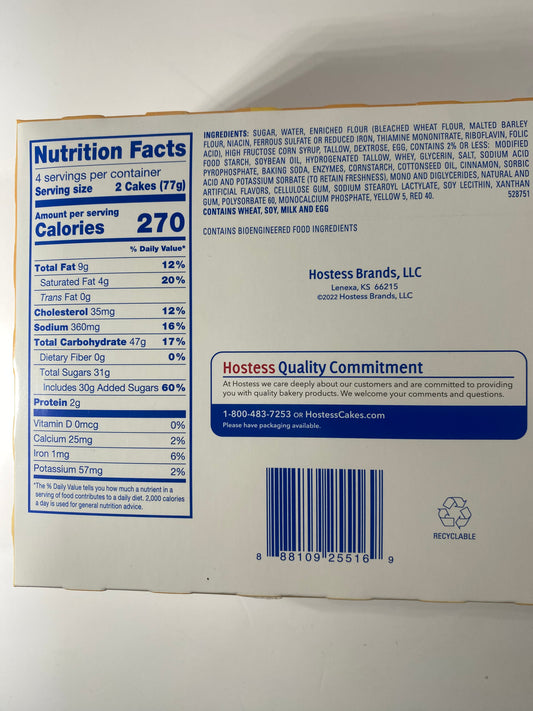 Nutrition Facts
4 servings per container
Serving size 2 Cakes (77g)
Amount per serving
Calories 270
% Daily Value*
Total Fat 9g 12%
Saturated Fat 4g 20%
Trans Fat 0g
Cholesterol 35mg 12%
Sodium 360mg 16%
Total Carbohydrate 47g 17%
Dietary Fiber 0g 0%
Total Sugars 31g
Includes 30g Added Sugars 60%
Protein 2g
Vitamin D 0mcg 0%
Calcium 25mg 2%
Iron 1mg 6%
Potassium 57mg 2%
*The % Daily Value tells you how much a nutrient in a
serving of food contributes to a daily diet. 2,000 calories
a day is used for general nutrition advice.
INGREDIENTS: SUGAR, WATER, ENRICHED FLOUR (BLEACHED WHEAT FLOUR, MALTED BARLEY
FLOUR, NIACIN, FERROUS SULFATE OR REDUCED IRON, THIAMINE MONONITRATE, RIBOFLAVIN, FOLIC
ACID), HIGH FRUCTOSE CORN SYRUP, TALLOW, DEXTROSE, EGG, CONTAINS 2% OR LESS: MODIFIED
FOOD STARCH, SOYBEAN OIL, HYDROGENATED TALLOW, WHEY, GLYCERIN, SALT, SODIUM ACID
PYROPHOSPHATE, BAKING SODA, ENZYMES, CORNSTARCH, COTTONSEED OIL, CINNAMON, SORBIC
ACID AND POTASSIUM SORBATE (TO RETAIN FRESHNESS), MONO AND DIGLYCERIDES, NATURAL AND
ARTIFICIAL FLAVORS, CELLULOSE GUM, SODIUM STEAROYL LACTYLATE, SOY LECITHIN, XANTHAN
GUM, POLYSORBATE 60, MONOCALCIUM PHOSPHATE, YELLOW 5, RED 40. 528751
CONTAINS WHEAT, SOY, MILK AND EGG
CONTAINS BIOENGINEERED FOOD INGREDIENTS
Hostess Brands, LLC
Lenexa, KS 66215
©2022 Hostess Brands, LLC
Hostess Quality Commitment
At Hostess we care deeply about our customers and are committed to providing
you with quality bakery products. We welcome your comments and questions.
1-800-483-7253 OR HostessCakes.com
Please have packaging available.
8 88109 25516 9
RECYCLABLE